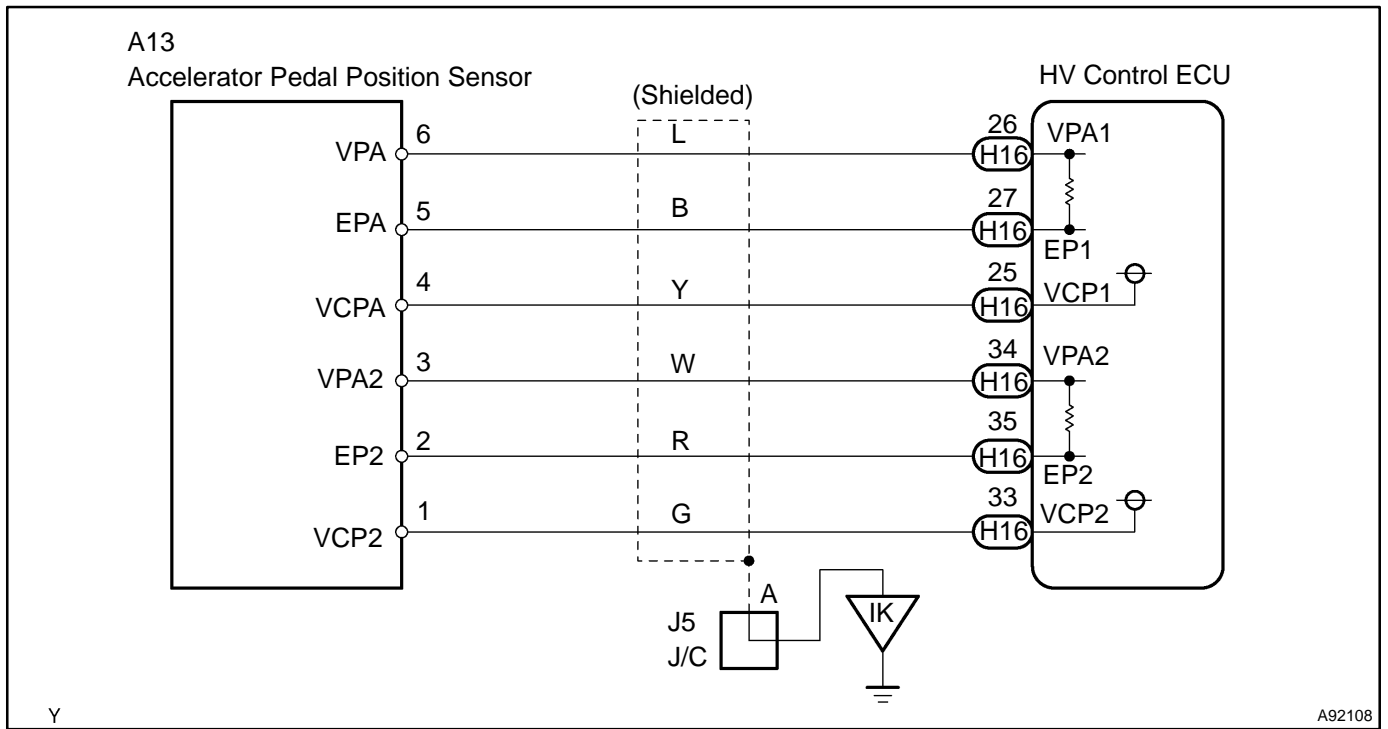 A13
Accelerator Pedal Position Sensor
HV Control ECU
(Shielded)
VPA 6 L 26 H16 VPA1
EPA 5 B 27 H16 EP1
VCPA 4 Y 25 H16 VCP1
VPA2 3 W 34 H16 VPA2
EP2 2 R 35 H16 EP2
VCP2 1 G 33 H16 VCP2
A
J5
J/C
IK
Y
A92108